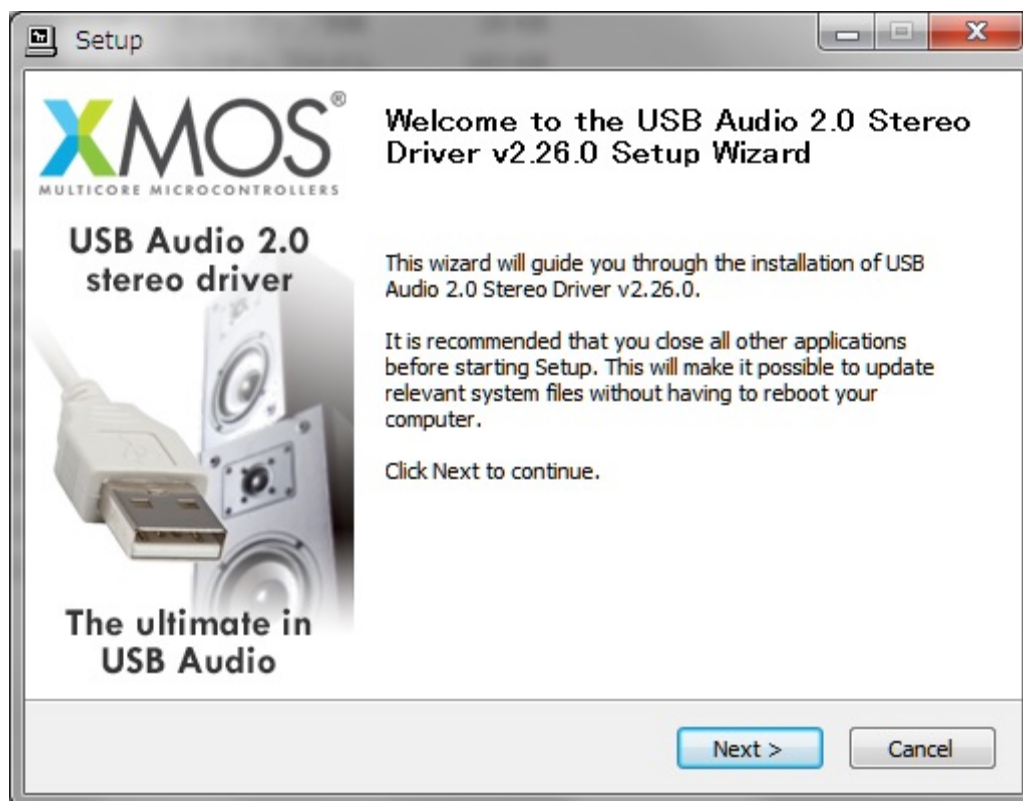 Setup
XMOS®
MULTICORE MICROCONTROLLERS
USB Audio 2.0
stereo driver
The ultimate in
USB Audio
Welcome to the USB Audio 2.0 Stereo
Driver v2.26.0 Setup Wizard
This wizard will guide you through the installation of USB
Audio 2.0 Stereo Driver v2.26.0.
It is recommended that you close all other applications
before starting Setup. This will make it possible to update
relevant system files without having to reboot your
computer.
Click Next to continue.
Next >
Cancel